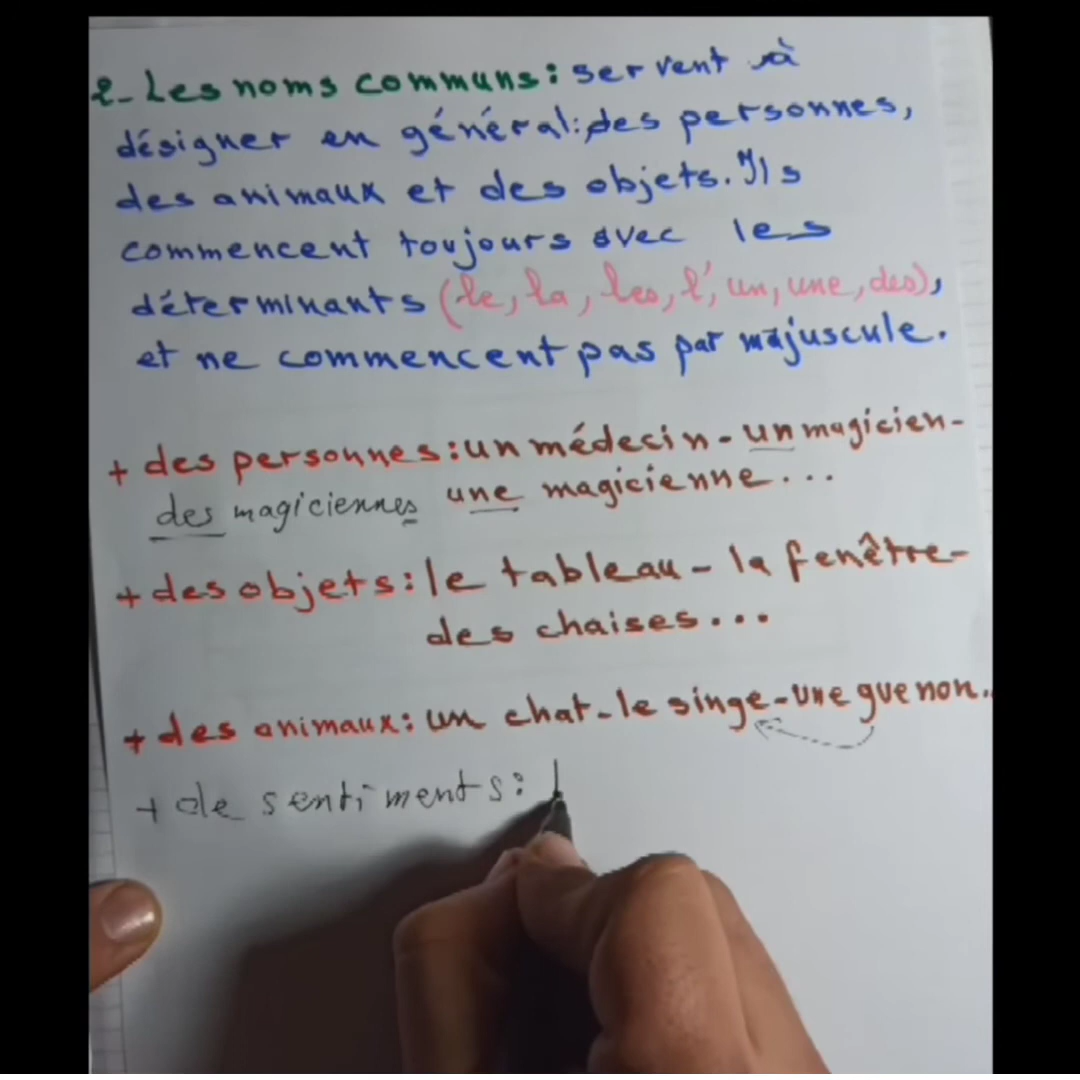 2- Les noms communs: servent à
désigner en général: des personnes,
des animaux et des objets. Ils
commencent toujours avec les
déterminants (le, la, les, l', un, une, des),
et ne commencent pas par majuscule.
+ des personnes: un médecin - un magicien -
des magiciennes une magicienne...
+ des objets: le tableau - la fenêtre -
des chaises...
+ des animaux: un chat - le singe - une guenon..
+ de sentiments: l